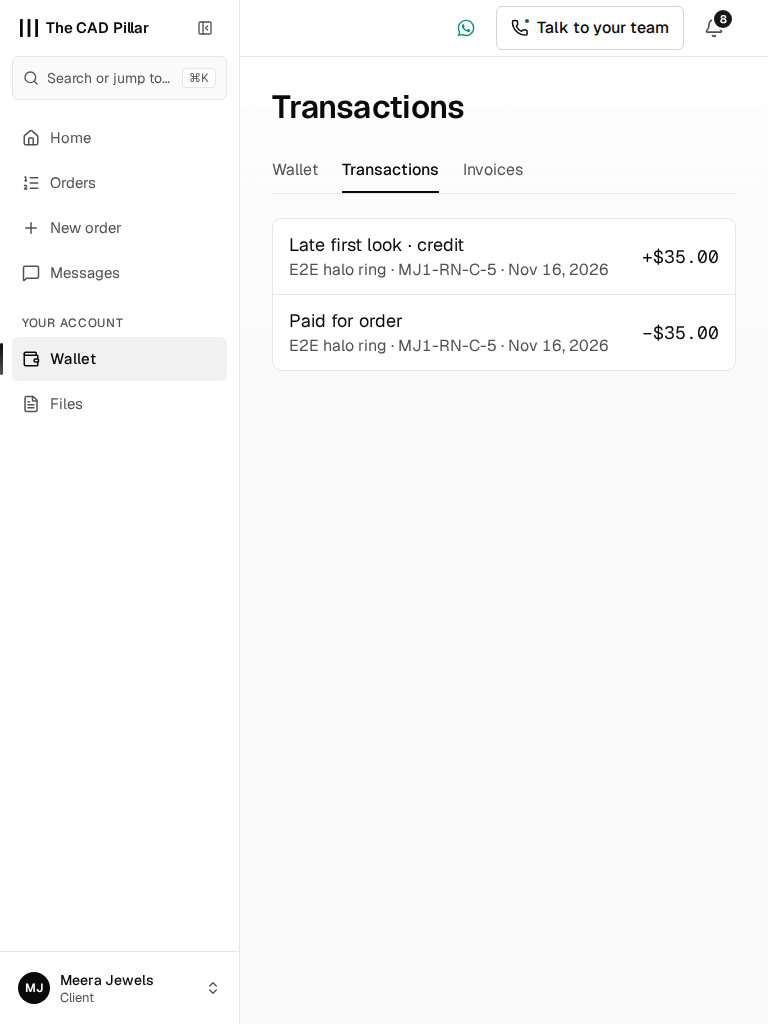 The CAD Pillar
Search or jump to...
⌘K
Home
Orders
New order
Messages
YOUR ACCOUNT
Wallet
Files
MJ
Meera Jewels
Client
Talk to your team
8
Transactions
Wallet
Transactions
Invoices
Late first look · credit
E2E halo ring · MJ1-RN-C-5 · Nov 16, 2026
+$35.00
Paid for order
E2E halo ring · MJ1-RN-C-5 · Nov 16, 2026
−$35.00